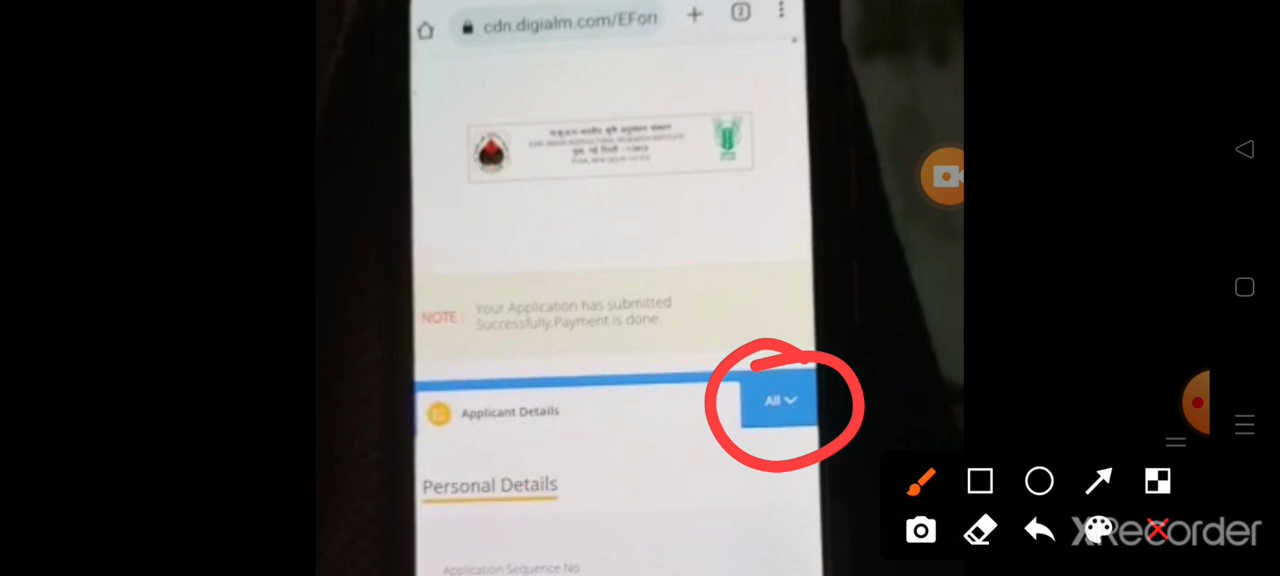 cdn.digialm.com/EFor
2
NOTE :
Your Application has submitted
Successfully.Payment is done.
All
Applicant Details
Personal Details
Application Sequence No
XRecorder